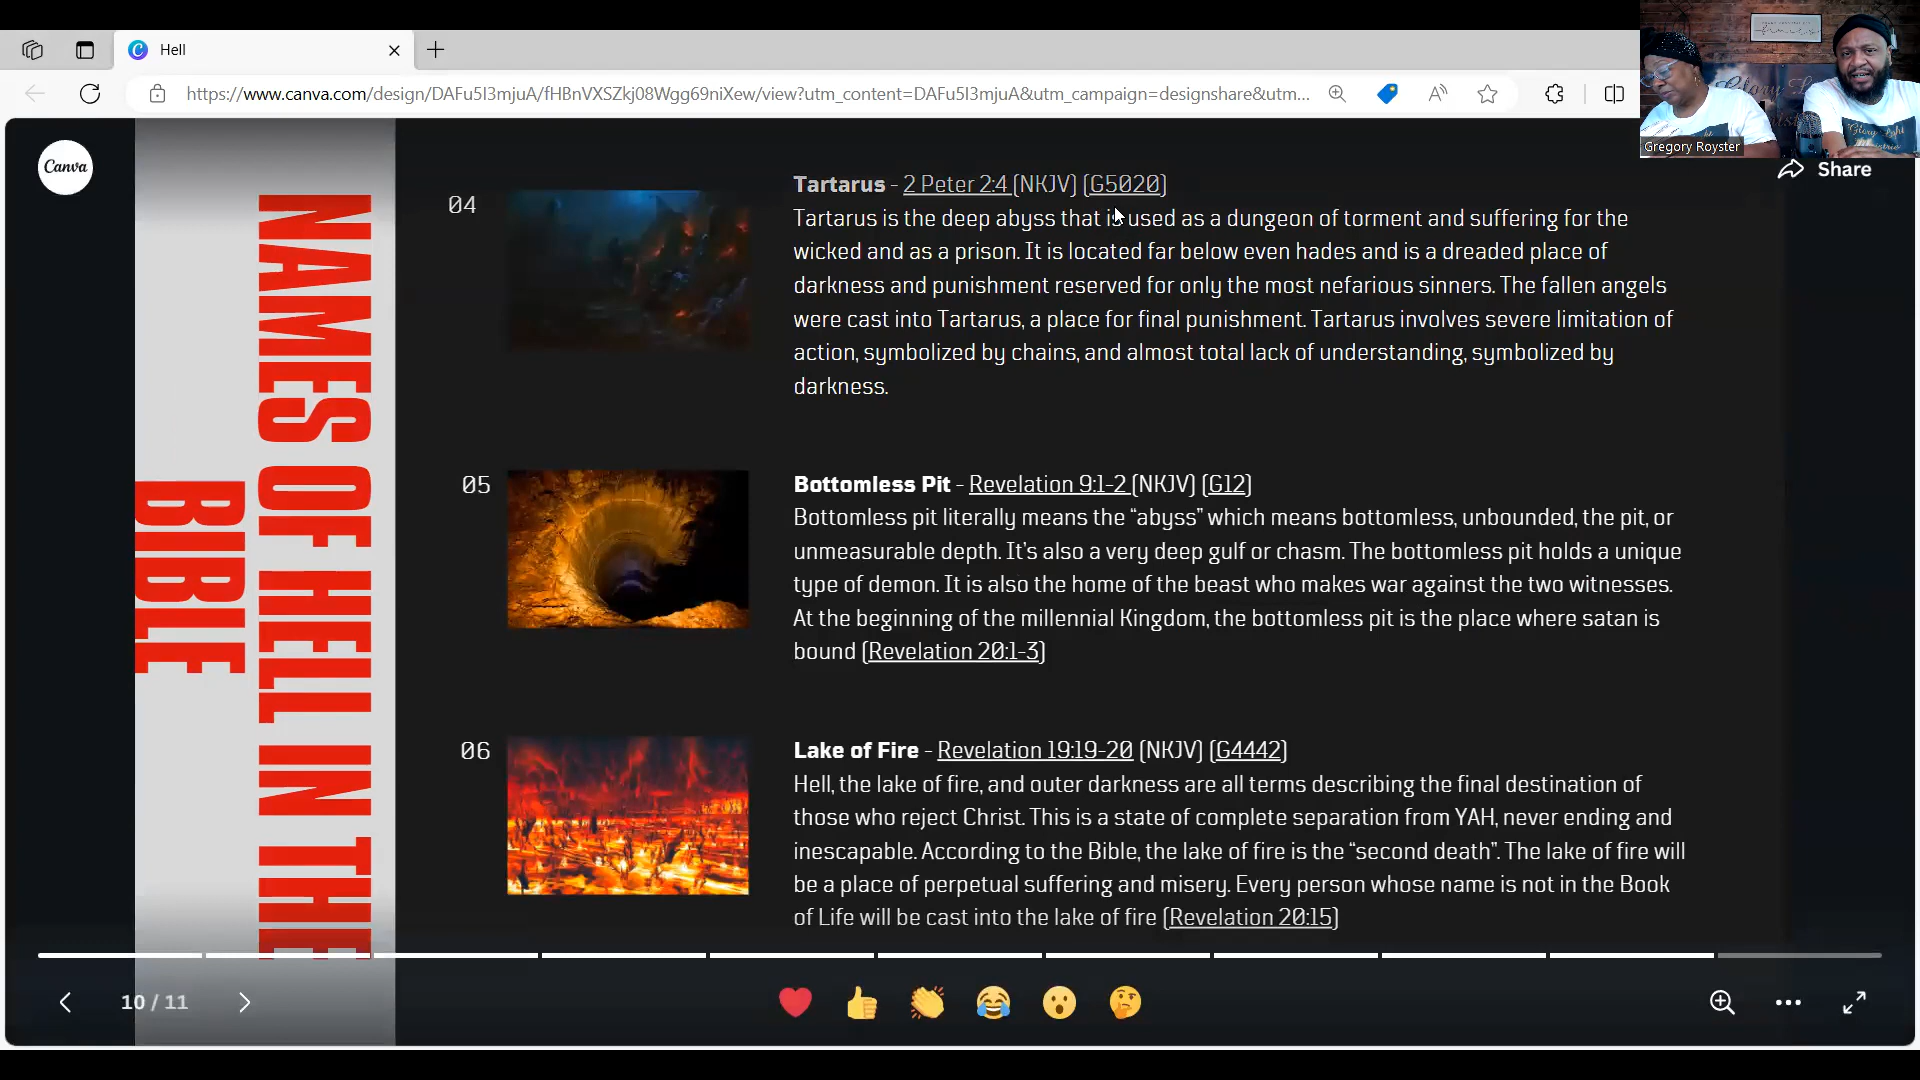 Hell
https://www.canva.com/design/DAFu5I3mjuA/fHBnVXSZkj08Wgg69niXew/view?utm_content=DAFu5I3mjuA&utm_campaign=designshare&utm...
Gregory Royster
Canva
Share
NAMES OF HELL IN THE
BIBLE
04
Tartarus - 2 Peter 2:4 (NKJV) (G5020)
Tartarus is the deep abyss that is used as a dungeon of torment and suffering for the
wicked and as a prison. It is located far below even hades and is a dreaded place of
darkness and punishment reserved for only the most nefarious sinners. The fallen angels
were cast into Tartarus, a place for final punishment. Tartarus involves severe limitation of
action, symbolized by chains, and almost total lack of understanding, symbolized by
darkness.
05
Bottomless Pit - Revelation 9:1-2 (NKJV) (G12)
Bottomless pit literally means the “abyss” which means bottomless, unbounded, the pit, or
unmeasurable depth. It’s also a very deep gulf or chasm. The bottomless pit holds a unique
type of demon. It is also the home of the beast who makes war against the two witnesses.
At the beginning of the millennial Kingdom, the bottomless pit is the place where satan is
bound (Revelation 20:1-3)
06
Lake of Fire - Revelation 19:19-20 (NKJV) (G4442)
Hell, the lake of fire, and outer darkness are all terms describing the final destination of
those who reject Christ. This is a state of complete separation from YAH, never ending and
inescapable. According to the Bible, the lake of fire is the “second death”. The lake of fire will
be a place of perpetual suffering and misery. Every person whose name is not in the Book
of Life will be cast into the lake of fire (Revelation 20:15)
10 / 11